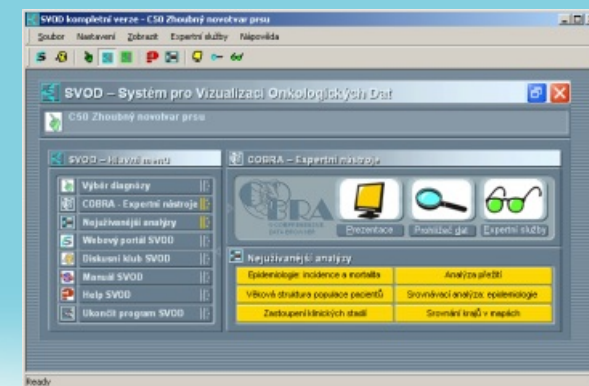 SVOD kompletní verze - C50 Zhoubný novotvar prsu
Soubor Nastavení Zobrazit Expertní služby Nápověda
SVOD – Systém pro Vizualizaci Onkologických Dat
C50 Zhoubný novotvar prsu
SVOD – Hlavní menu
Výběr diagnózy
COBRA - Expertní nástroje
Nejužívanější analýzy
Webový portál SVOD
Diskusní klub SVOD
Manuál SVOD
Help SVOD
Ukončit program SVOD
COBRA – Expertní nástroje
COBRA
Prezentace
Prohlížeč dat
Expertní služby
Nejužívanější analýzy
Epidemiologie: incidence a mortalita
Analýza přežití
Věková struktura populace pacientů
Srovnávací analýza: epidemiologie
Zastoupení klinických stadií
Srovnání krajů v mapách
Ready